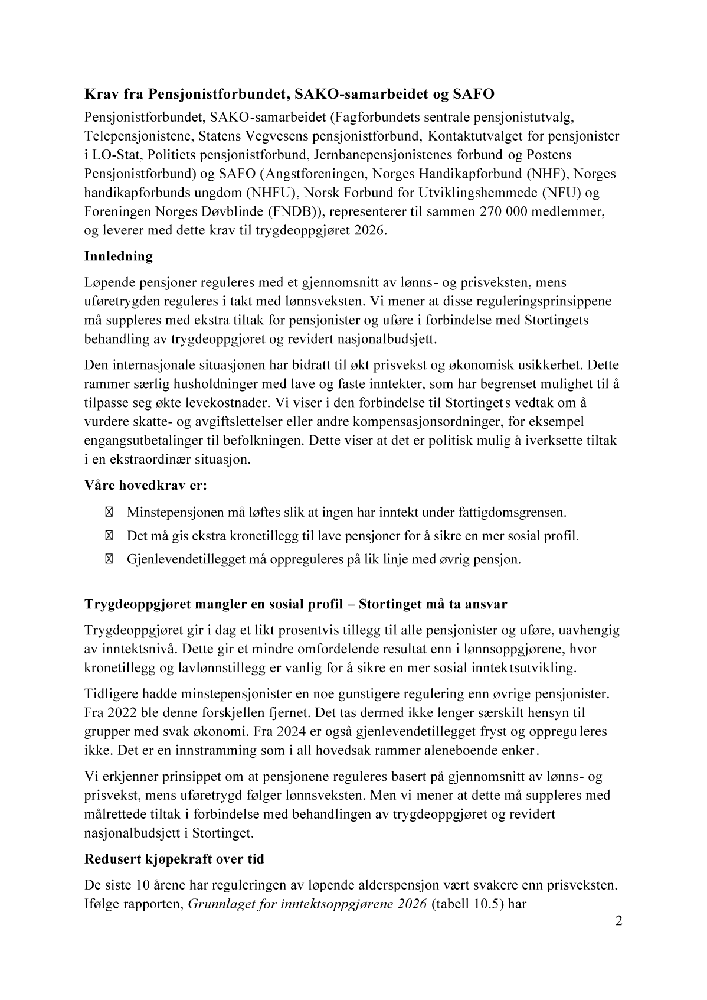 Krav fra Pensjonistforbundet, SAKO-samarbeidet og SAFO
Pensjonistforbundet, SAKO-samarbeidet (Fagforbundets sentrale pensjonistutvalg,
Telepensjonistene, Statens Vegvesens pensjonistforbund, Kontaktutvalget for pensjonister
i LO-Stat, Politiets pensjonistforbund, Jernbanepensjonistenes forbund og Postens
Pensjonistforbund) og SAFO (Angstforeningen, Norges Handikapforbund (NHF), Norges
handikapforbunds ungdom (NHFU), Norsk Forbund for Utviklingshemmede (NFU) og
Foreningen Norges Døvblinde (FNDB)), representerer til sammen 270 000 medlemmer,
og leverer med dette krav til trygdeoppgjøret 2026.
Innledning
Løpende pensjoner reguleres med et gjennomsnitt av lønns- og prisveksten, mens
uføretrygden reguleres i takt med lønnsveksten. Vi mener at disse reguleringsprinsippene
må suppleres med ekstra tiltak for pensjonister og uføre i forbindelse med Stortingets
behandling av trygdeoppgjøret og revidert nasjonalbudsjett.
Den internasjonale situasjonen har bidratt til økt prisvekst og økonomisk usikkerhet. Dette
rammer særlig husholdninger med lave og faste inntekter, som har begrenset mulighet til å
tilpasse seg økte levekostnader. Vi viser i den forbindelse til Stortingets vedtak om å
vurdere skatte- og avgiftslettelser eller andre kompensasjonsordninger, for eksempel
engangsutbetalinger til befolkningen. Dette viser at det er politisk mulig å iverksette tiltak
i en ekstraordinær situasjon.
Våre hovedkrav er:
Minstepensjonen må løftes slik at ingen har inntekt under fattigdomsgrensen.
Det må gis ekstra kronetillegg til lave pensjoner for å sikre en mer sosial profil.
Gjenlevendetillegget må oppreguleres på lik linje med øvrig pensjon.
Trygdeoppgjøret mangler en sosial profil – Stortinget må ta ansvar
Trygdeoppgjøret gir i dag et likt prosentvis tillegg til alle pensjonister og uføre, uavhengig
av inntektsnivå. Dette gir et mindre omfordelende resultat enn i lønnsoppgjørene, hvor
kronetillegg og lavlønnstillegg er vanlig for å sikre en mer sosial inntektsutvikling.
Tidligere hadde minstepensjonister en noe gunstigere regulering enn øvrige pensjonister.
Fra 2022 ble denne forskjellen fjernet. Det tas dermed ikke lenger særskilt hensyn til
grupper med svak økonomi. Fra 2024 er også gjenlevendetillegget fryst og oppreguleres
ikke. Det er en innstramming som i all hovedsak rammer aleneboende enker.
Vi erkjenner prinsippet om at pensjonene reguleres basert på gjennomsnitt av lønns- og
prisvekst, mens uføretrygd følger lønnsveksten. Men vi mener at dette må suppleres med
målrettede tiltak i forbindelse med behandlingen av trygdeoppgjøret og revidert
nasjonalbudsjett i Stortinget.
Redusert kjøpekraft over tid
De siste 10 årene har reguleringen av løpende alderspensjon vært svakere enn prisveksten.
Ifølge rapporten, Grunnlaget for inntektsoppgjørene 2026 (tabell 10.5) har
2